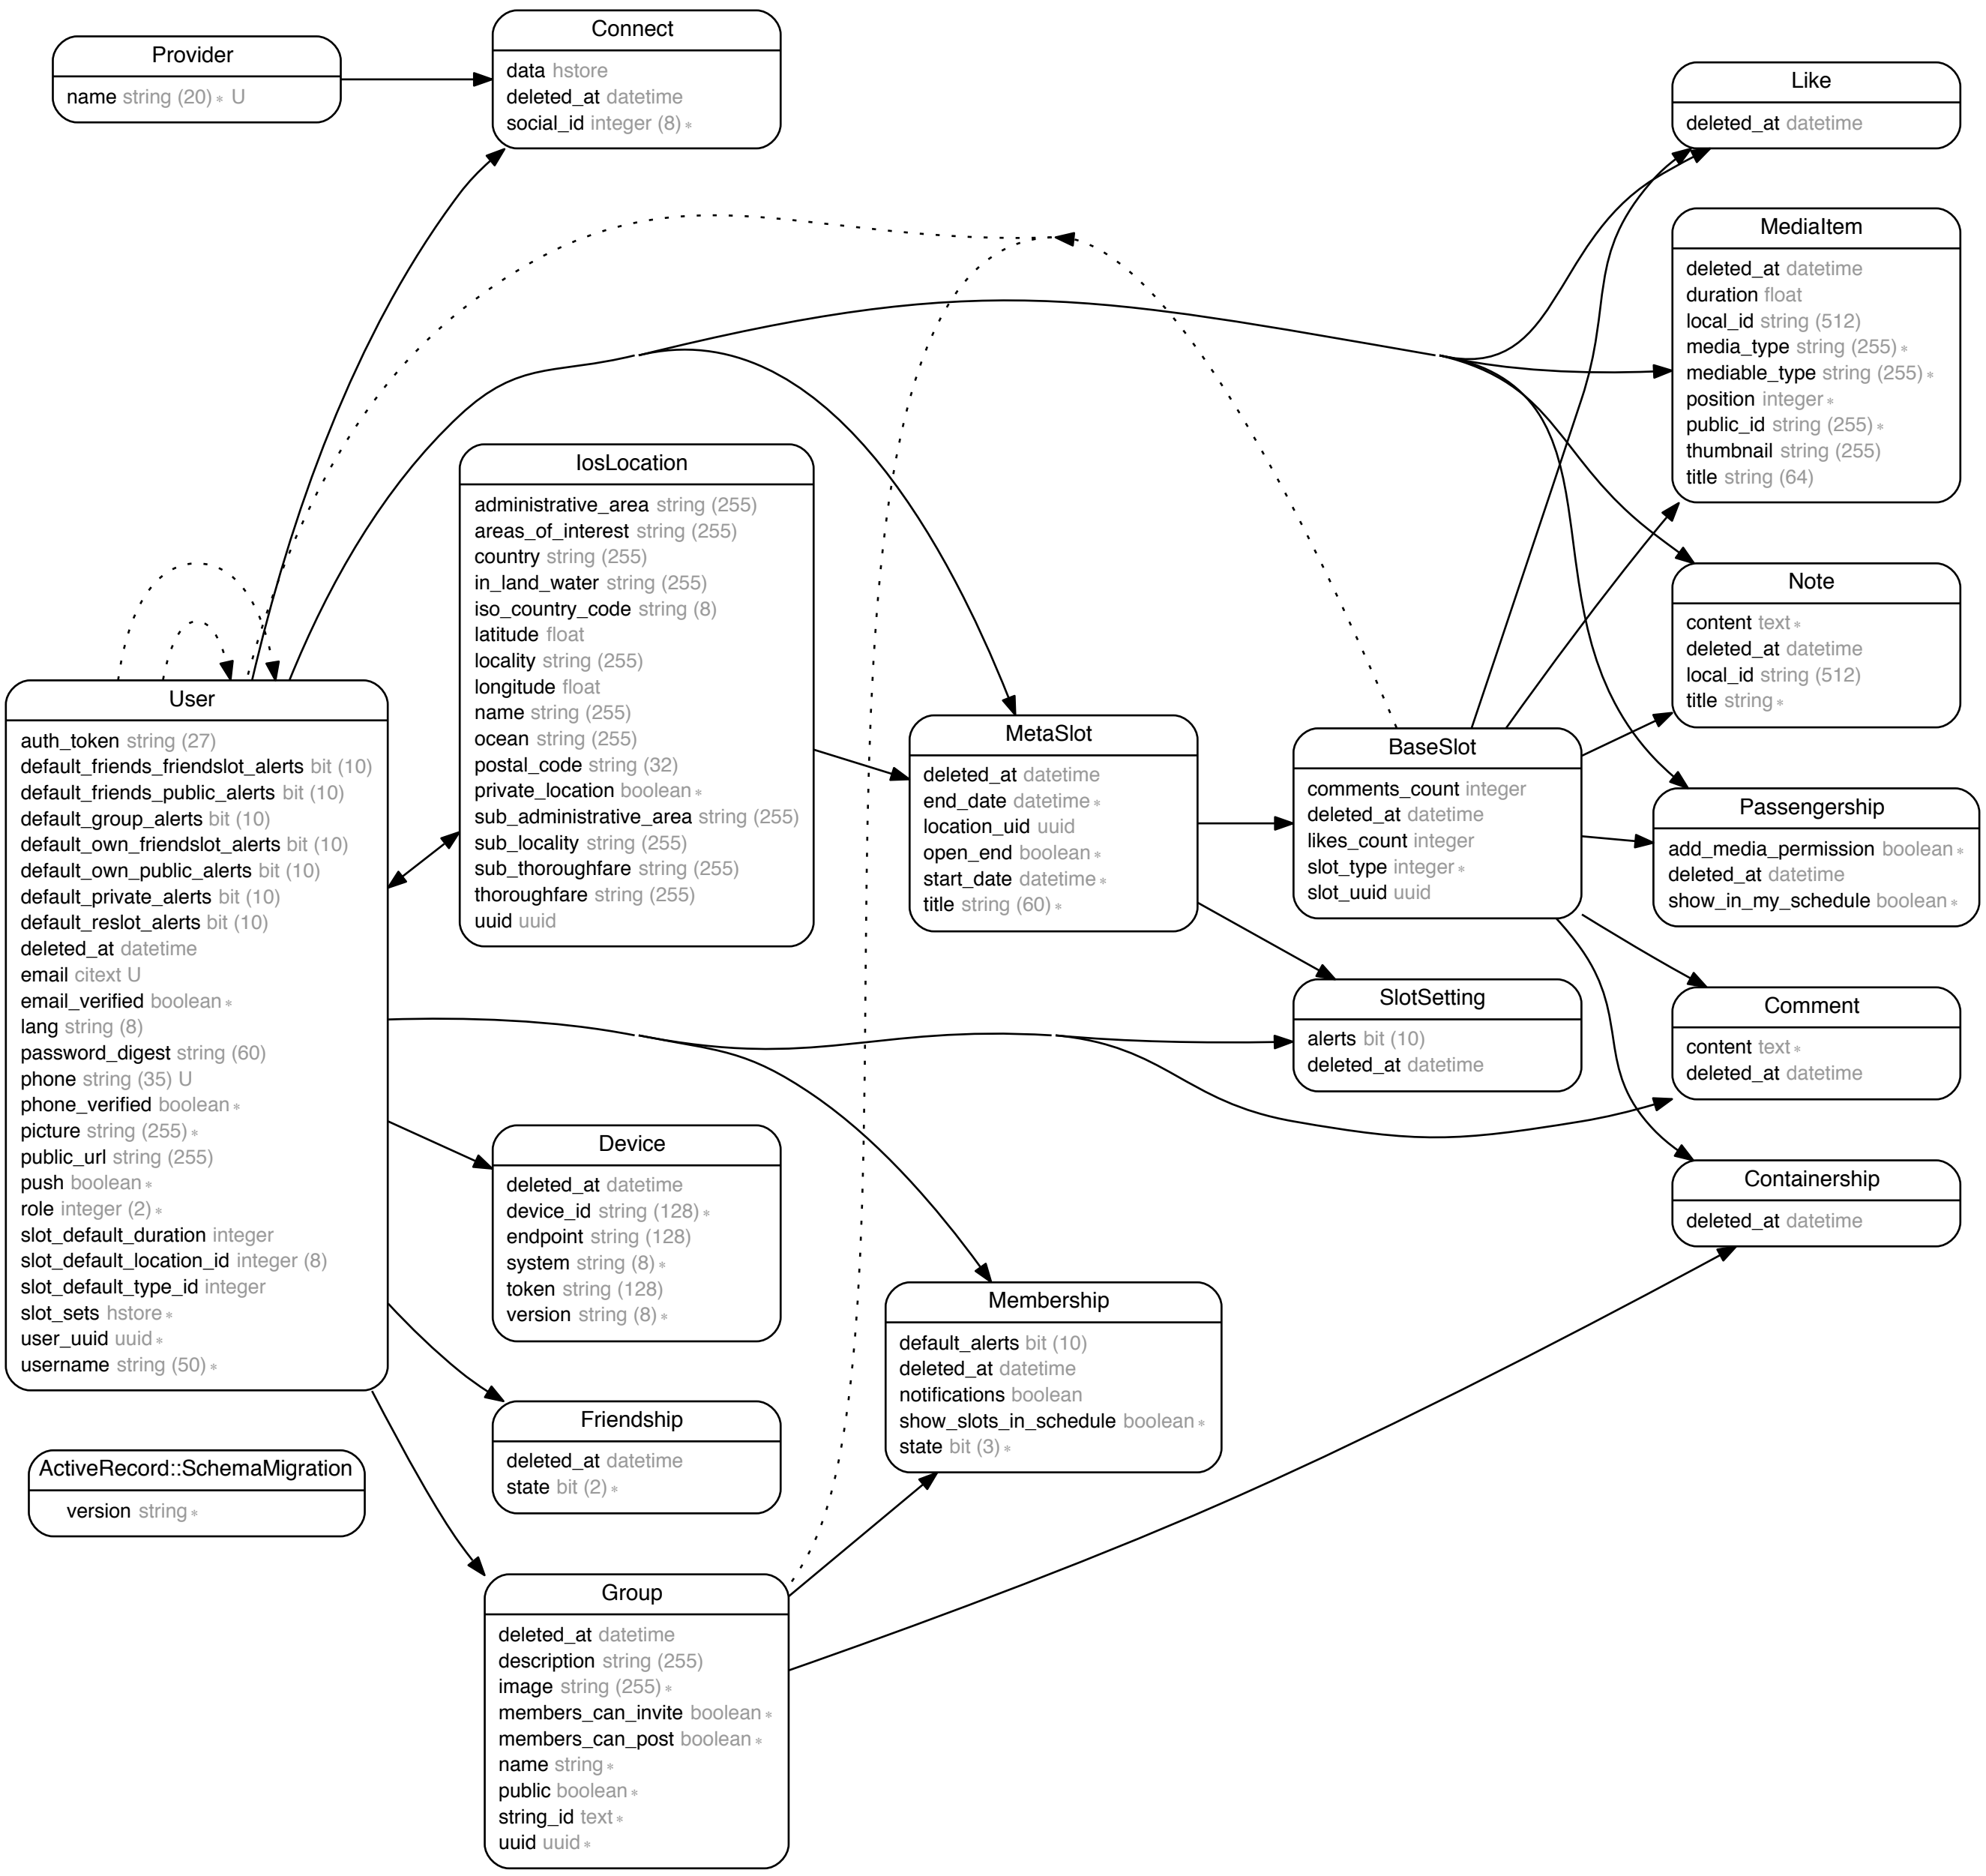 Provider
name string (20)∗ U
Connect
data hstore
deleted_at datetime
social_id integer (8)∗
Like
deleted_at datetime
MediaItem
deleted_at datetime
duration float
local_id string (512)
media_type string (255)∗
mediable_type string (255)∗
position integer∗
public_id string (255)∗
thumbnail string (255)
title string (64)
IosLocation
administrative_area string (255)
areas_of_interest string (255)
country string (255)
in_land_water string (255)
iso_country_code string (8)
latitude float
locality string (255)
longitude float
name string (255)
ocean string (255)
postal_code string (32)
private_location boolean∗
sub_administrative_area string (255)
sub_locality string (255)
sub_thoroughfare string (255)
thoroughfare string (255)
uuid uuid
Note
content text∗
deleted_at datetime
local_id string (512)
title string∗
User
auth_token string (27)
default_friends_friendslot_alerts bit (10)
default_friends_public_alerts bit (10)
default_group_alerts bit (10)
default_own_friendslot_alerts bit (10)
default_own_public_alerts bit (10)
default_private_alerts bit (10)
default_reslot_alerts bit (10)
deleted_at datetime
email citext U
email_verified boolean∗
lang string (8)
password_digest string (60)
phone string (35) U
phone_verified boolean∗
picture string (255)∗
public_url string (255)
push boolean∗
role integer (2)∗
slot_default_duration integer
slot_default_location_id integer (8)
slot_default_type_id integer
slot_sets hstore∗
user_uuid uuid∗
username string (50)∗
MetaSlot
deleted_at datetime
end_date datetime∗
location_uid uuid
open_end boolean∗
start_date datetime∗
title string (60)∗
BaseSlot
comments_count integer
deleted_at datetime
likes_count integer
slot_type integer∗
slot_uuid uuid
Passengership
add_media_permission boolean∗
deleted_at datetime
show_in_my_schedule boolean∗
SlotSetting
alerts bit (10)
deleted_at datetime
Comment
content text∗
deleted_at datetime
Device
deleted_at datetime
device_id string (128)∗
endpoint string (128)
system string (8)∗
token string (128)
version string (8)∗
Containership
deleted_at datetime
Membership
default_alerts bit (10)
deleted_at datetime
notifications boolean
show_slots_in_schedule boolean∗
state bit (3)∗
Friendship
deleted_at datetime
state bit (2)∗
ActiveRecord::SchemaMigration
version string∗
Group
deleted_at datetime
description string (255)
image string (255)∗
members_can_invite boolean∗
members_can_post boolean∗
name string∗
public boolean∗
string_id text∗
uuid uuid∗